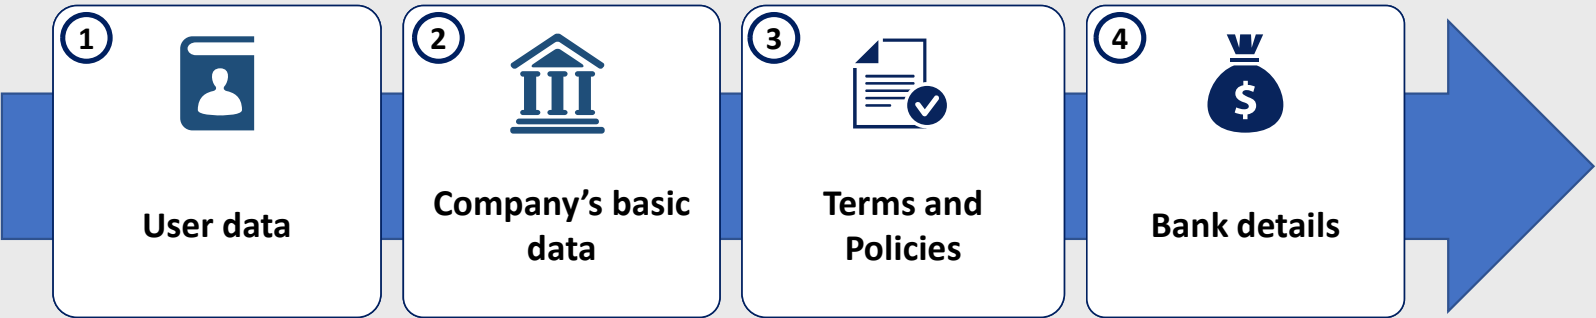 1
User data
2
Company’s basic
data
3
Terms and
Policies
4
$
Bank details